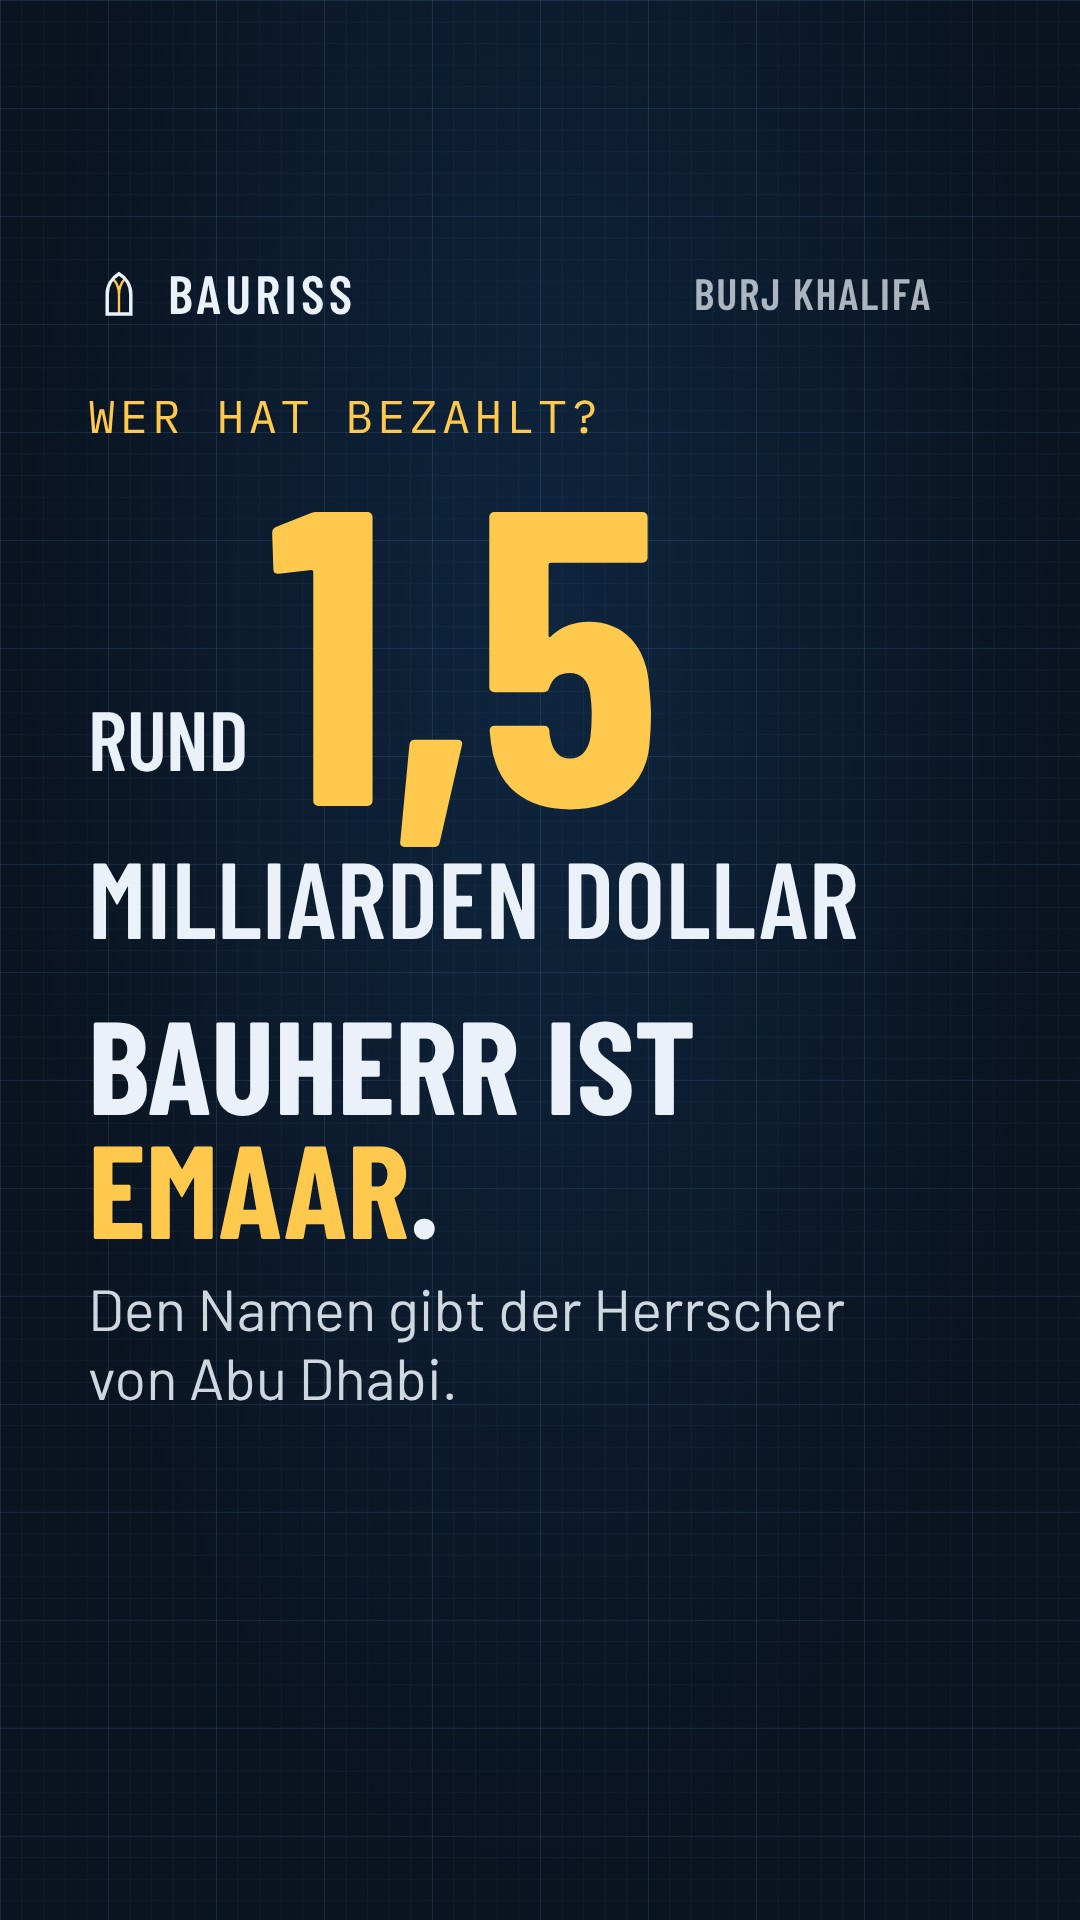 BAURISS
BURJ KHALIFA
WER HAT BEZAHLT?
RUND 1,5
MILLIARDEN DOLLAR
BAUHERR IST
EMAAR.
Den Namen gibt der Herrscher
von Abu Dhabi.